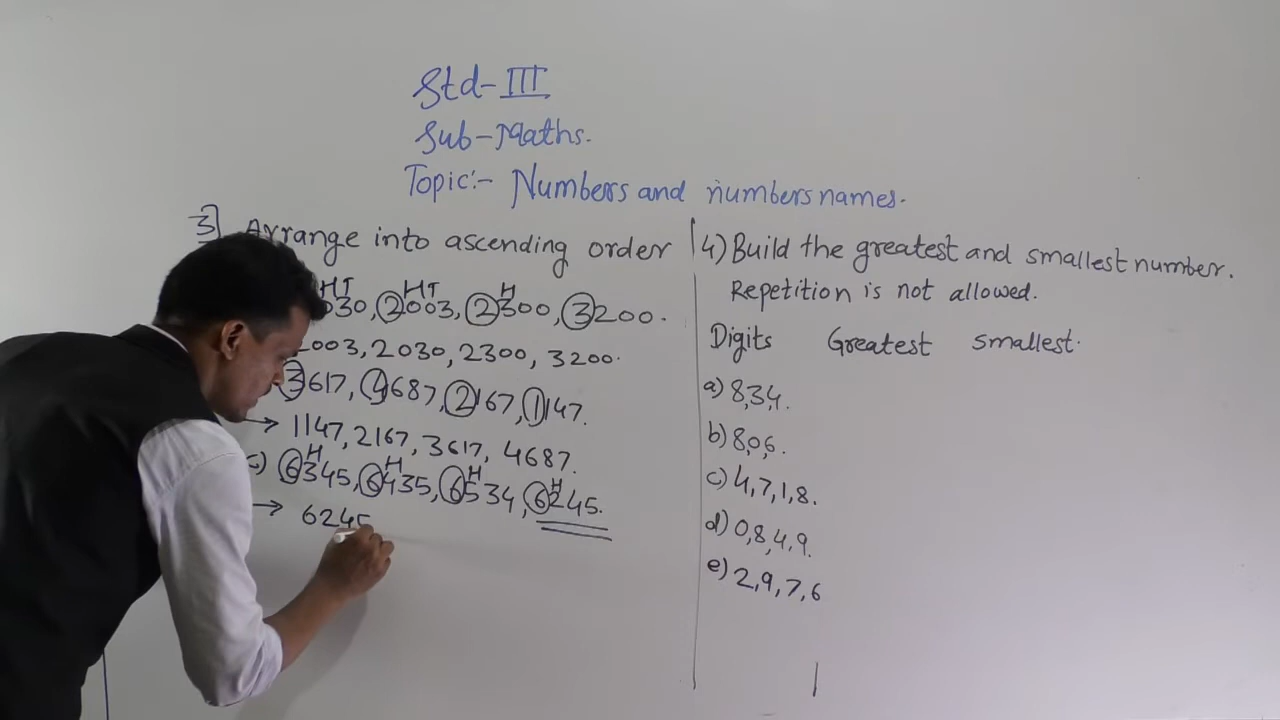 Std-III
Sub-Maths.
Topic:- Numbers and numbers names.
3] Arrange into ascending order
HT HT H
030, 2003, 2300, 3200.
2003, 2030, 2300, 3200.
3617, 4687, 2167, 1147.
→ 1147, 2167, 3617, 4687.
H H H H
c) 6345, 6435, 6534, 6245.
→ 6245
4) Build the greatest and smallest number.
Repetition is not allowed.
Digits Greatest smallest.
a) 8,3,4.
b) 8,0,6.
c) 4,7,1,8.
d) 0,8,4,9.
e) 2,9,7,6